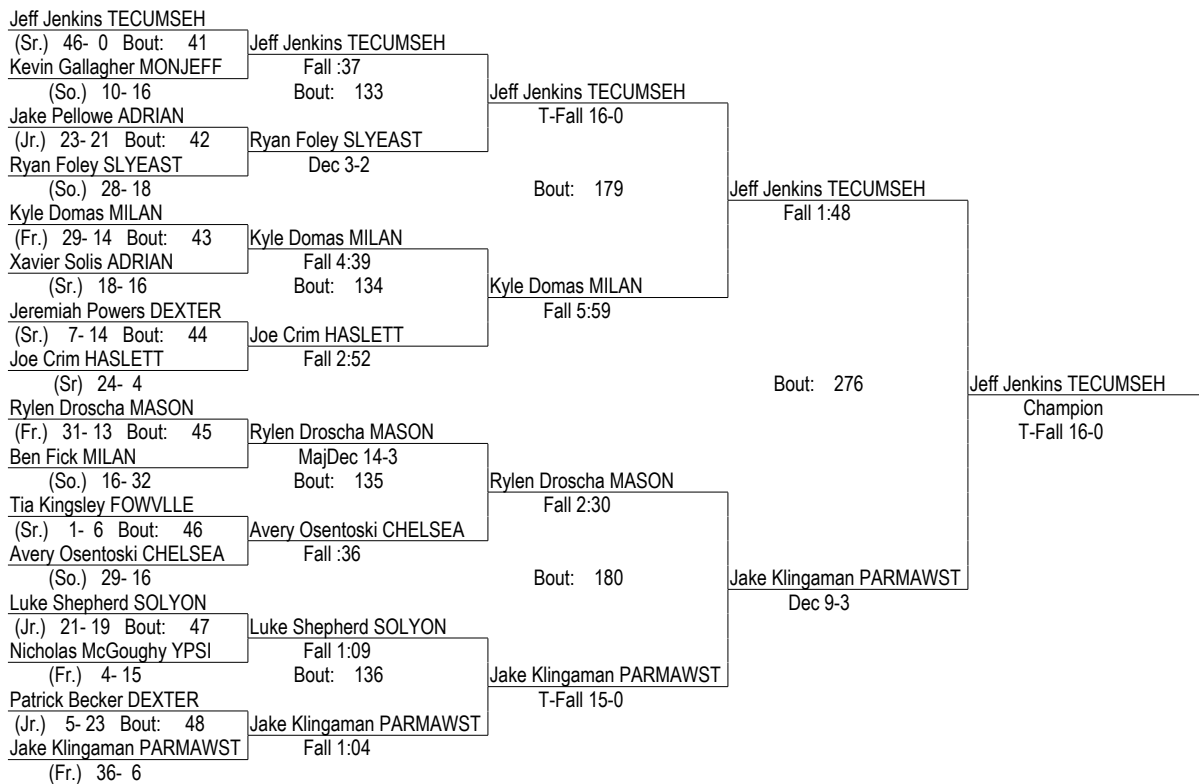 Jeff Jenkins TECUMSEH
(Sr.) 46- 0 Bout: 41 Jeff Jenkins TECUMSEH
Kevin Gallagher MONJEFF Fall :37
(So.) 10- 16 Bout: 133 Jeff Jenkins TECUMSEH
Jake Pellowe ADRIAN T-Fall 16-0
(Jr.) 23- 21 Bout: 42 Ryan Foley SLYEAST
Ryan Foley SLYEAST Dec 3-2
(So.) 28- 18 Bout: 179 Jeff Jenkins TECUMSEH
Kyle Domas MILAN Fall 1:48
(Fr.) 29- 14 Bout: 43 Kyle Domas MILAN
Xavier Solis ADRIAN Fall 4:39
(Sr.) 18- 16 Bout: 134 Kyle Domas MILAN
Jeremiah Powers DEXTER Fall 5:59
(Sr.) 7- 14 Bout: 44 Joe Crim HASLETT
Joe Crim HASLETT Fall 2:52
(Sr) 24- 4 Bout: 276 Jeff Jenkins TECUMSEH
Rylen Droscha MASON Champion
(Fr.) 31- 13 Bout: 45 Rylen Droscha MASON T-Fall 16-0
Ben Fick MILAN MajDec 14-3
(So.) 16- 32 Bout: 135 Rylen Droscha MASON
Tia Kingsley FOWVLLE Fall 2:30
(Sr.) 1- 6 Bout: 46 Avery Osentoski CHELSEA
Avery Osentoski CHELSEA Fall :36
(So.) 29- 16 Bout: 180 Jake Klingaman PARMAWST
Luke Shepherd SOLYON Dec 9-3
(Jr.) 21- 19 Bout: 47 Luke Shepherd SOLYON
Nicholas McGoughy YPSI Fall 1:09
(Fr.) 4- 15 Bout: 136 Jake Klingaman PARMAWST
Patrick Becker DEXTER T-Fall 15-0
(Jr.) 5- 23 Bout: 48 Jake Klingaman PARMAWST
Jake Klingaman PARMAWST Fall 1:04
(Fr.) 36- 6